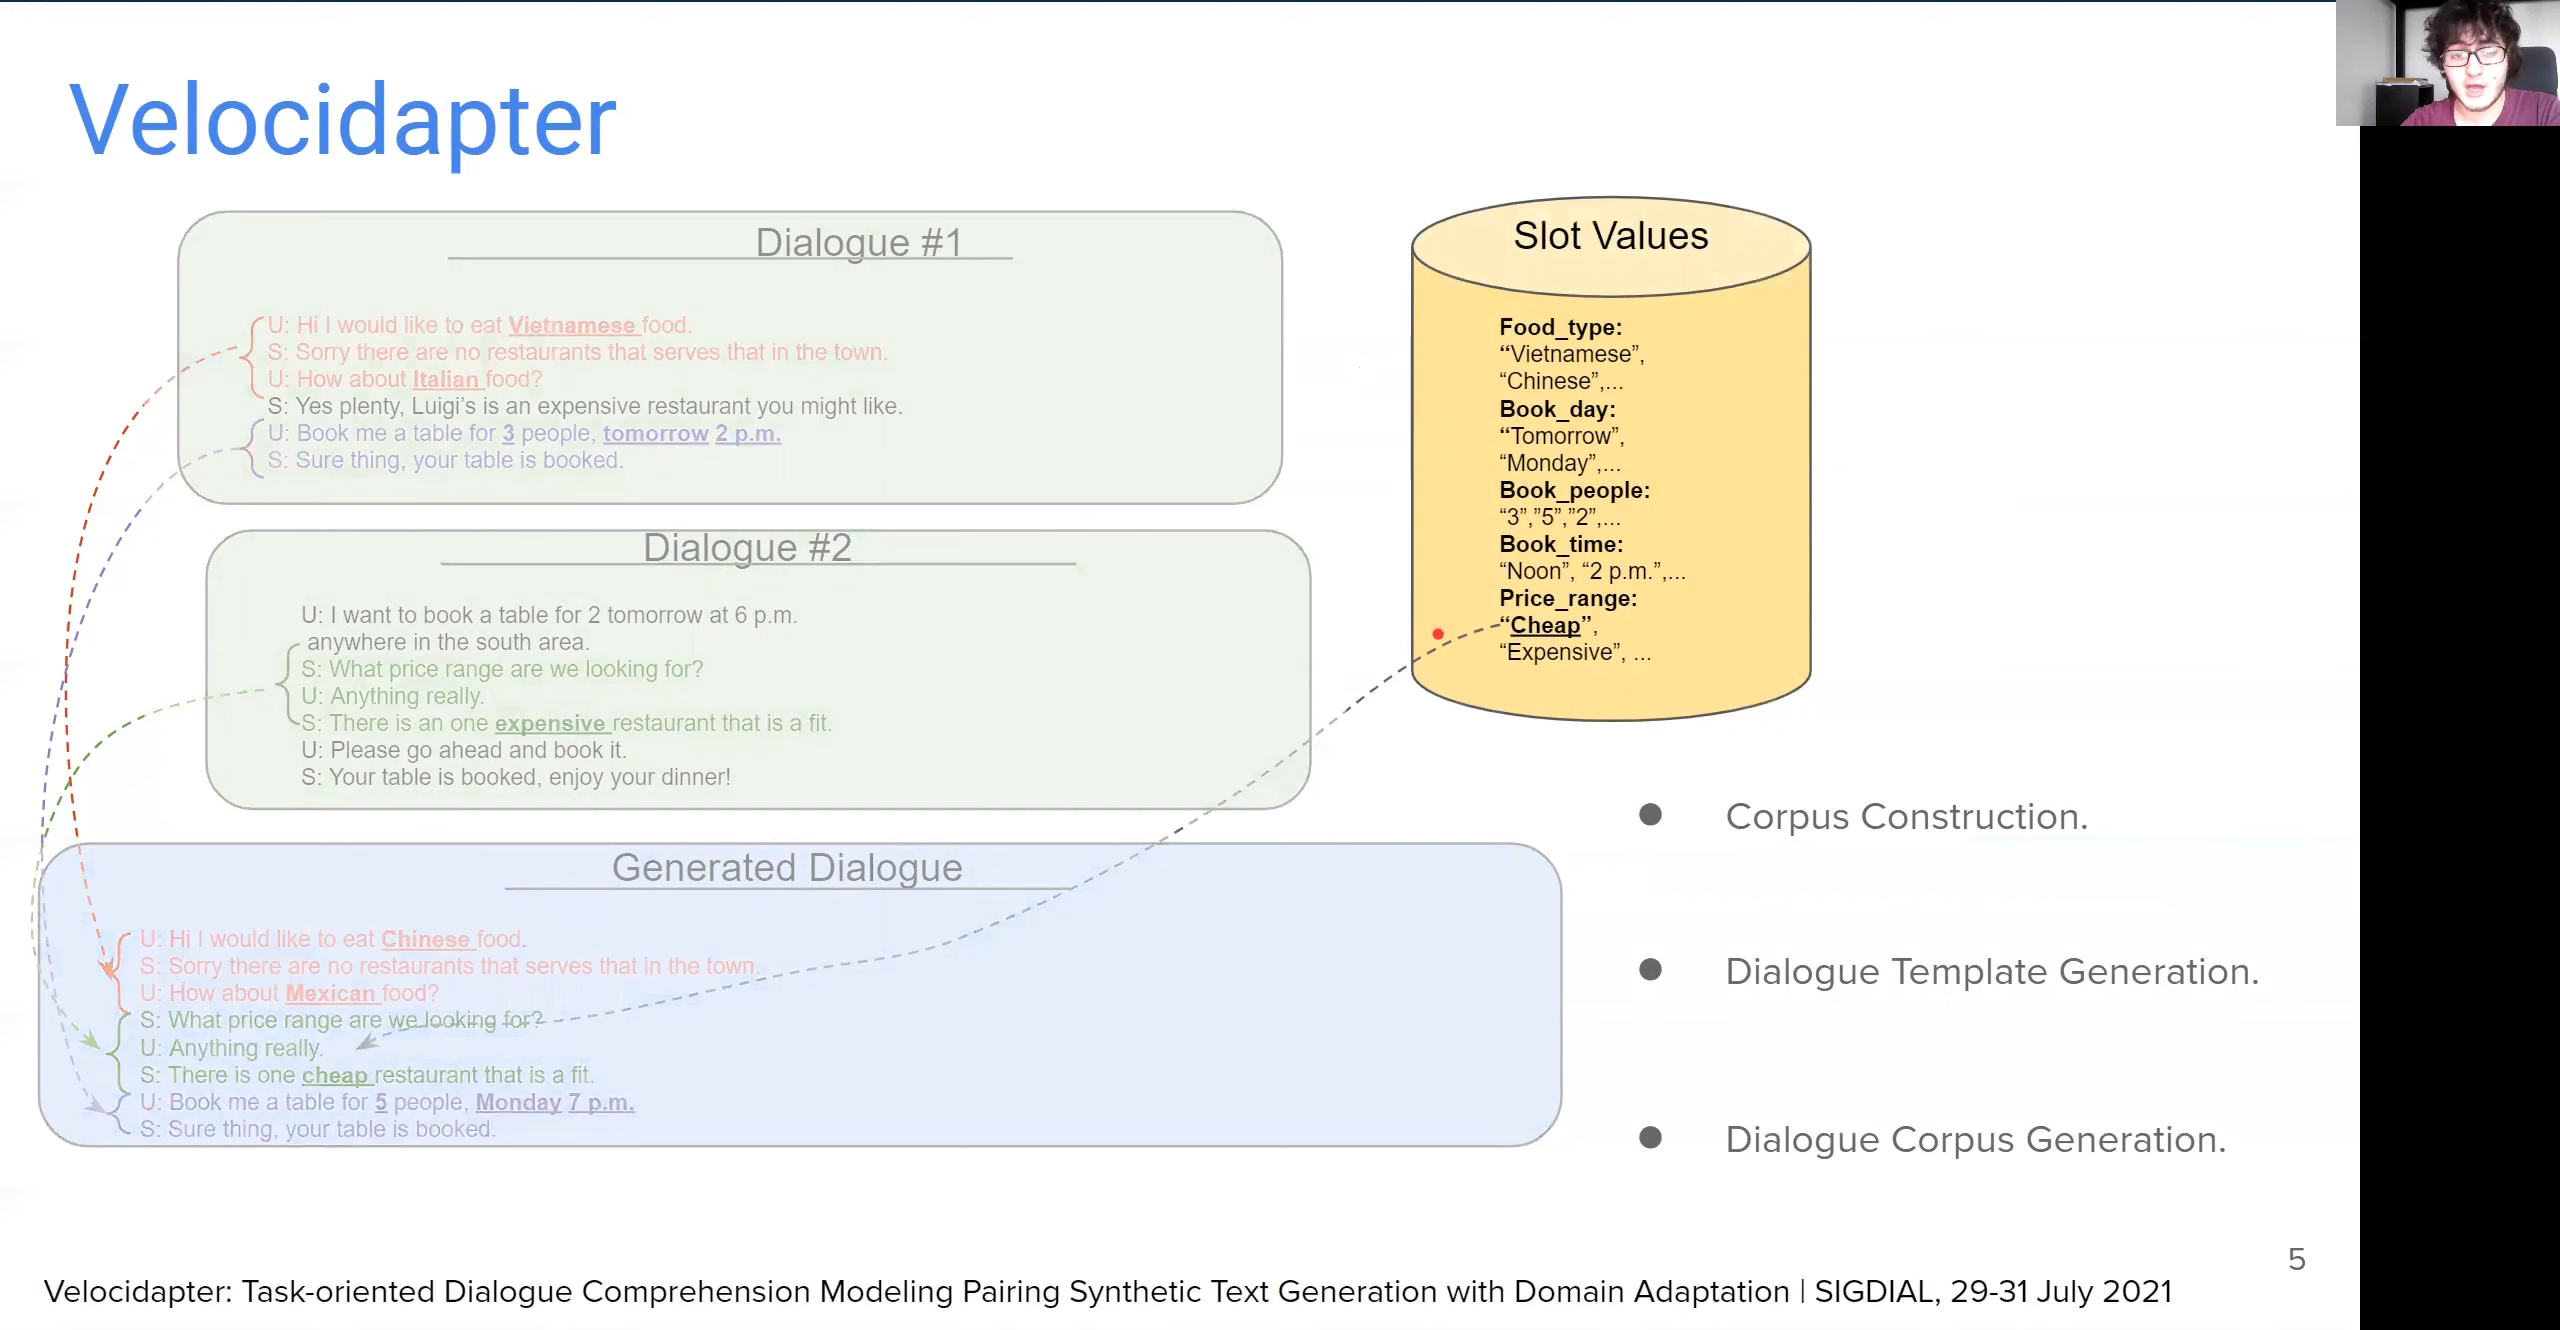 Velocidapter
Dialogue #1
U: Hi I would like to eat Vietnamese food.
S: Sorry there are no restaurants that serves that in the town.
U: How about Italian food?
S: Yes plenty, Luigi's is an expensive restaurant you might like.
U: Book me a table for 3 people, tomorrow 2 p.m.
S: Sure thing, your table is booked.
Dialogue #2
U: I want to book a table for 2 tomorrow at 6 p.m.
anywhere in the south area.
S: What price range are we looking for?
U: Anything really.
S: There is an one expensive restaurant that is a fit.
U: Please go ahead and book it.
S: Your table is booked, enjoy your dinner!
Generated Dialogue
U: Hi I would like to eat Chinese food.
S: Sorry there are no restaurants that serves that in the town.
U: How about Mexican food?
S: What price range are we looking for?
U: Anything really.
S: There is one cheap restaurant that is a fit.
U: Book me a table for 5 people, Monday 7 p.m.
S: Sure thing, your table is booked.
Slot Values
Food_type:
“Vietnamese”,
“Chinese”,...
Book_day:
“Tomorrow”,
“Monday”,...
Book_people:
“3”,”5”,”2”,...
Book_time:
“Noon”, “2 p.m.”,...
Price_range:
“Cheap”,
“Expensive”, ...
● Corpus Construction.
● Dialogue Template Generation.
● Dialogue Corpus Generation.
5
Velocidapter: Task-oriented Dialogue Comprehension Modeling Pairing Synthetic Text Generation with Domain Adaptation | SIGDIAL, 29-31 July 2021